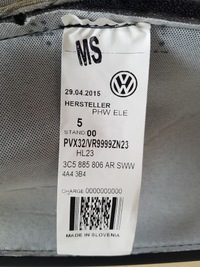 MS
29.04.2015
HERSTELLER
PHW ELE
5
STAND 00
PVX32/VR9999ZN23
HL23
3C5 885 806 AR SWW
4A4 3B4
CHARGE 0000000000
MADE IN SLOVENIA